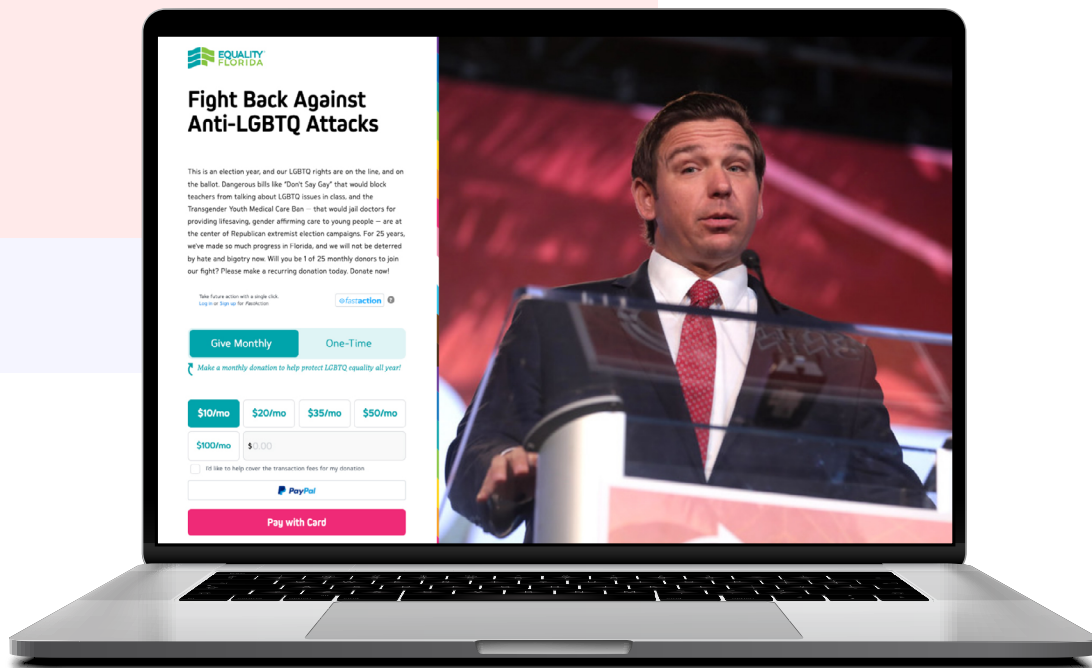 EQUALITY
FLORIDA
Fight Back Against
Anti-LGBTQ Attacks
This is an election year, and our LGBTQ rights are on the line, and on
the ballot. Dangerous bills like “Don't Say Gay” that would block
teachers from talking about LGBTQ issues in class, and the
Transgender Youth Medical Care Ban — that would jail doctors for
providing lifesaving, gender affirming care to young people — are at
the center of Republican extremist election campaigns. For 25 years,
we've made so much progress in Florida, and we will not be deterred
by hate and bigotry now. Will you be 1 of 25 monthly donors to join
our fight? Please make a recurring donation today. Donate now!
Take future action with a single click.
Log in or Sign up for FastAction
fastaction ?
Give Monthly One-Time
Make a monthly donation to help protect LGBTQ equality all year!
$10/mo $20/mo $35/mo $50/mo
$100/mo $0.00
I'd like to help cover the transaction fees for my donation
PayPal
Pay with Card